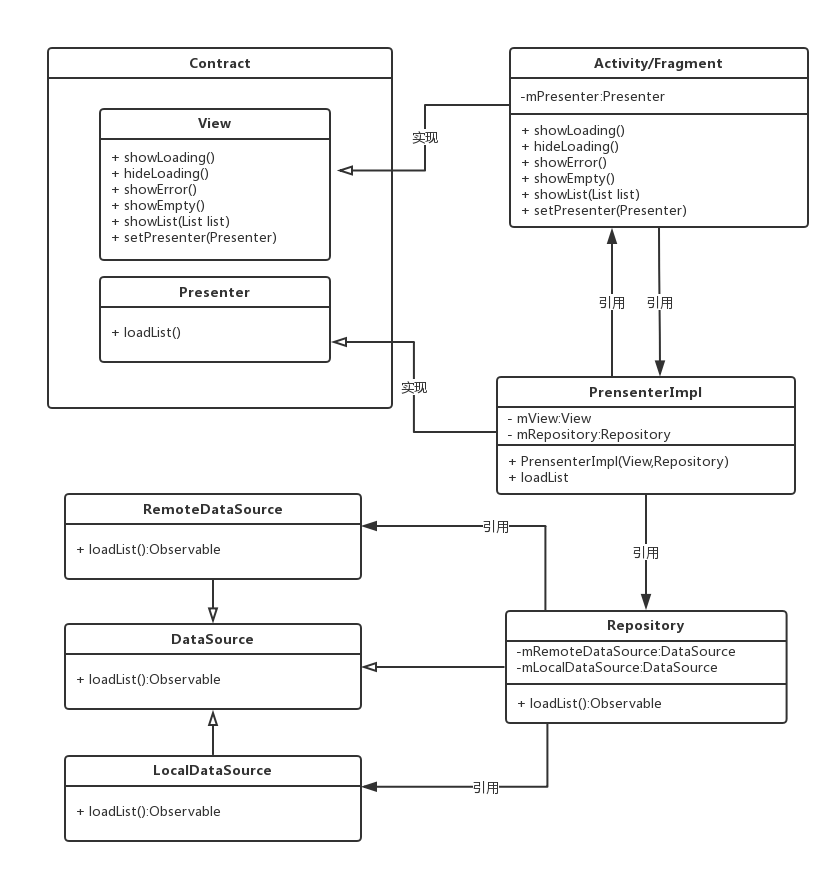 Contract
View
+ showLoading()
+ hideLoading()
+ showError()
+ showEmpty()
+ showList(List list)
+ setPresenter(Presenter)
Presenter
+ loadList()
实现
实现
Activity/Fragment
-mPresenter:Presenter
+ showLoading()
+ hideLoading()
+ showError()
+ showEmpty()
+ showList(List list)
+ setPresenter(Presenter)
引用
引用
PrensenterImpl
- mView:View
- mRepository:Repository
+ PrensenterImpl(View,Repository)
+ loadList
引用
RemoteDataSource
+ loadList():Observable
引用
DataSource
+ loadList():Observable
Repository
-mRemoteDataSource:DataSource
-mLocalDataSource:DataSource
+ loadList():Observable
LocalDataSource
+ loadList():Observable
引用